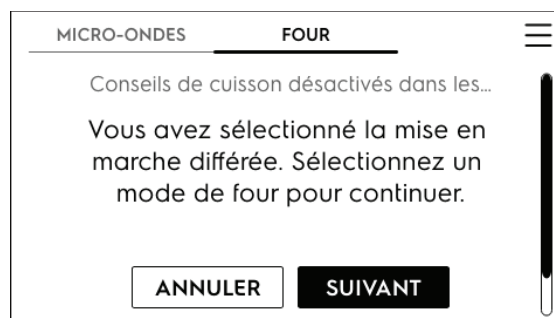 MICRO-ONDES FOUR
Conseils de cuisson désactivés dans les...
Vous avez sélectionné la mise en
marche différée. Sélectionnez un
mode de four pour continuer.
ANNULER SUIVANT